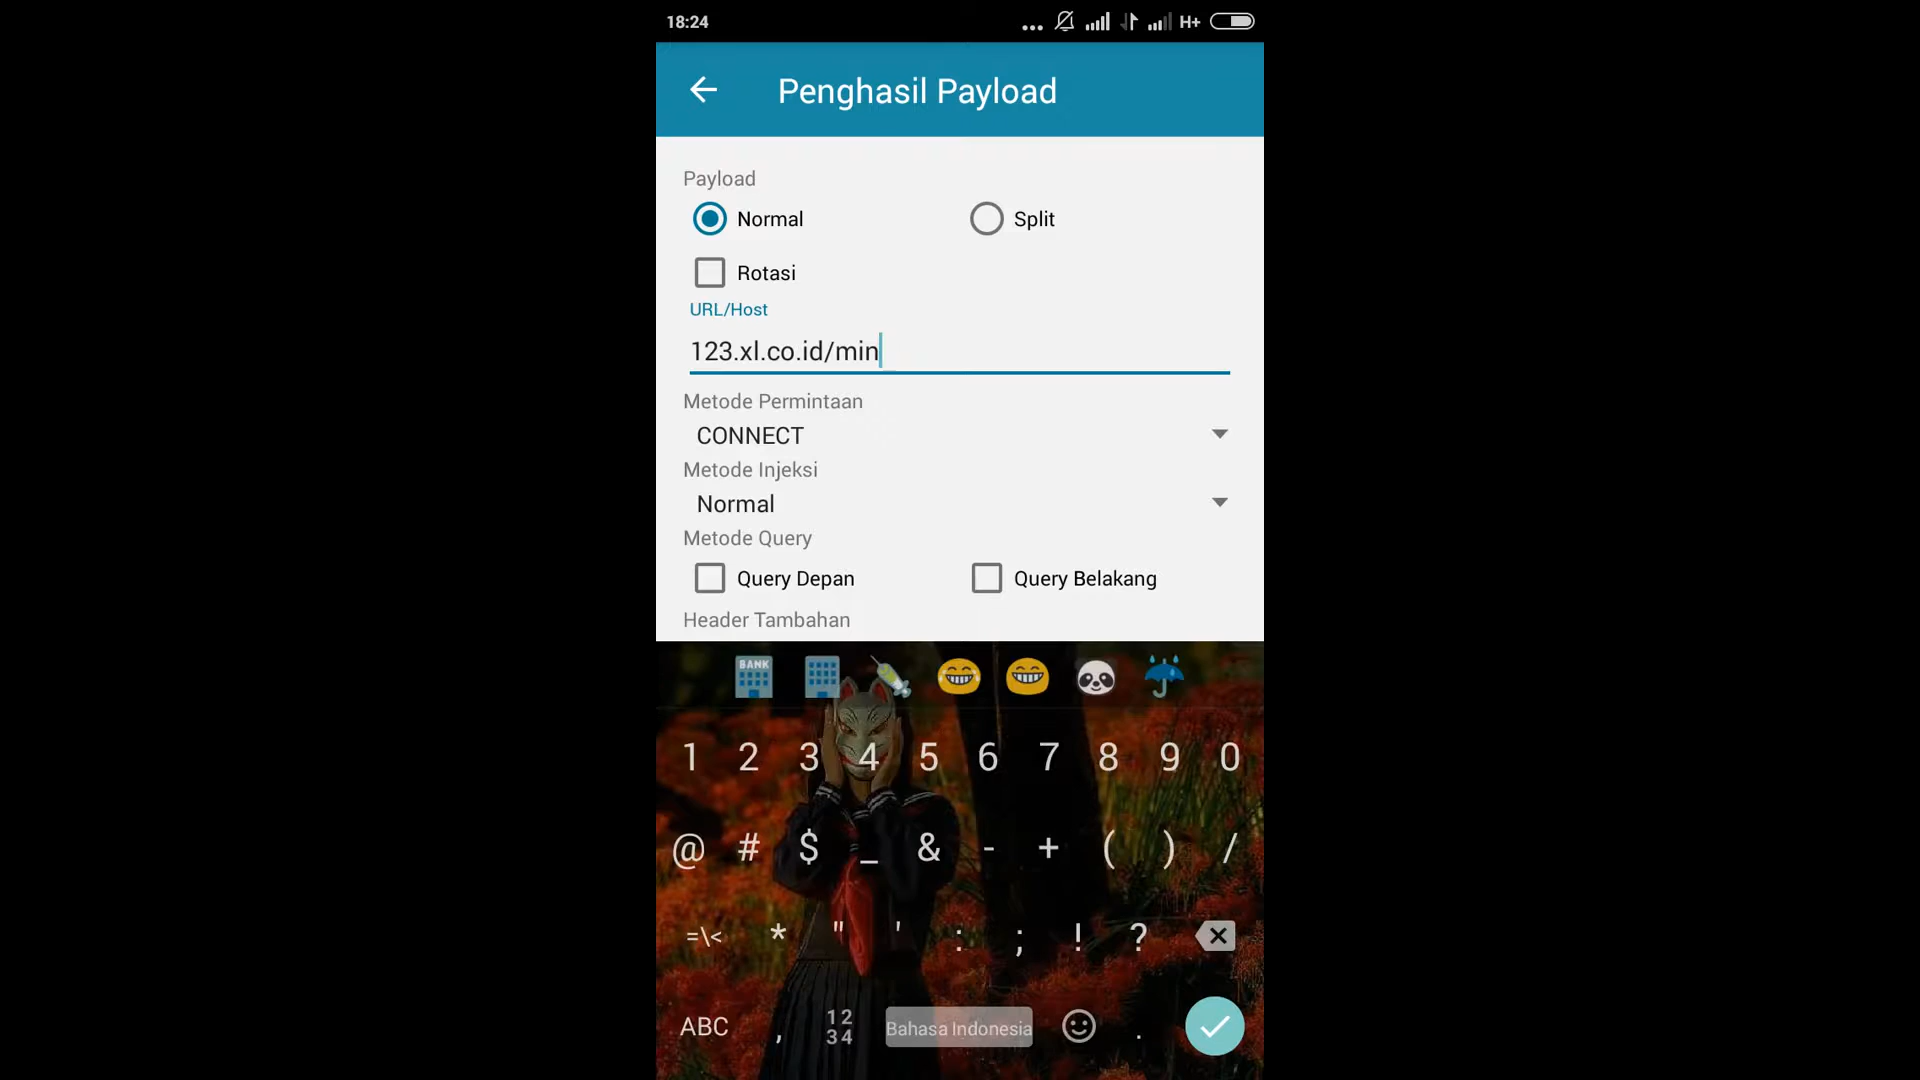 18:24
H+
Penghasil Payload
Payload
Normal
Split
Rotasi
URL/Host
123.xl.co.id/min
Metode Permintaan
CONNECT
Metode Injeksi
Normal
Metode Query
Query Depan
Query Belakang
Header Tambahan
BANK
1 2 3 4 5 6 7 8 9 0
@ # $ _ & - + ( ) /
=\< * " ' : ; ! ?
ABC , 12 34 Bahasa Indonesia .